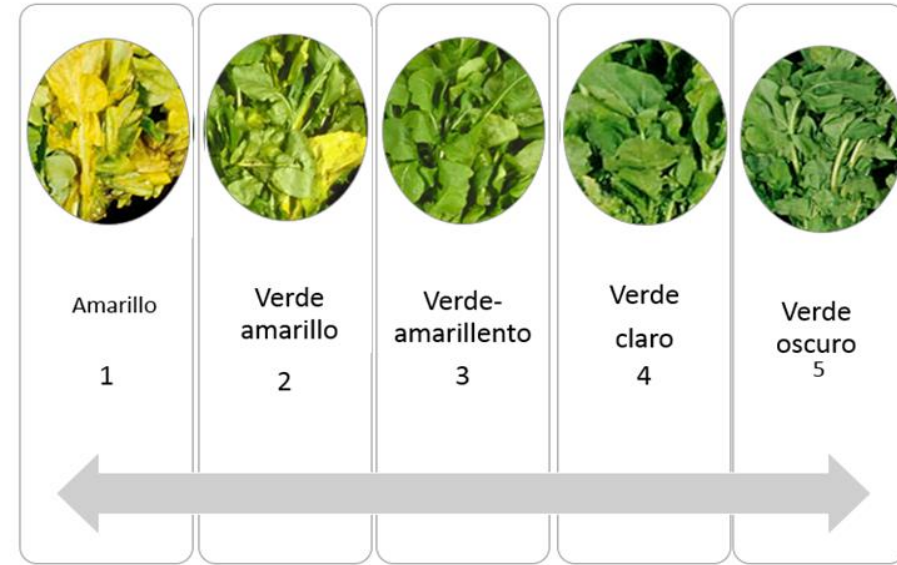 Amarillo
1
Verde
amarillo
2
Verde-
amarillento
3
Verde
claro
4
Verde
oscuro
5